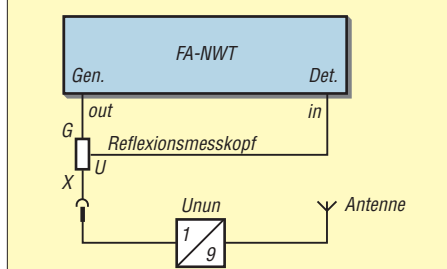 FA-NWT
Gen. Det.
out in
G
Reflexionsmesskopf
U
X
Unun
Antenne
1
9